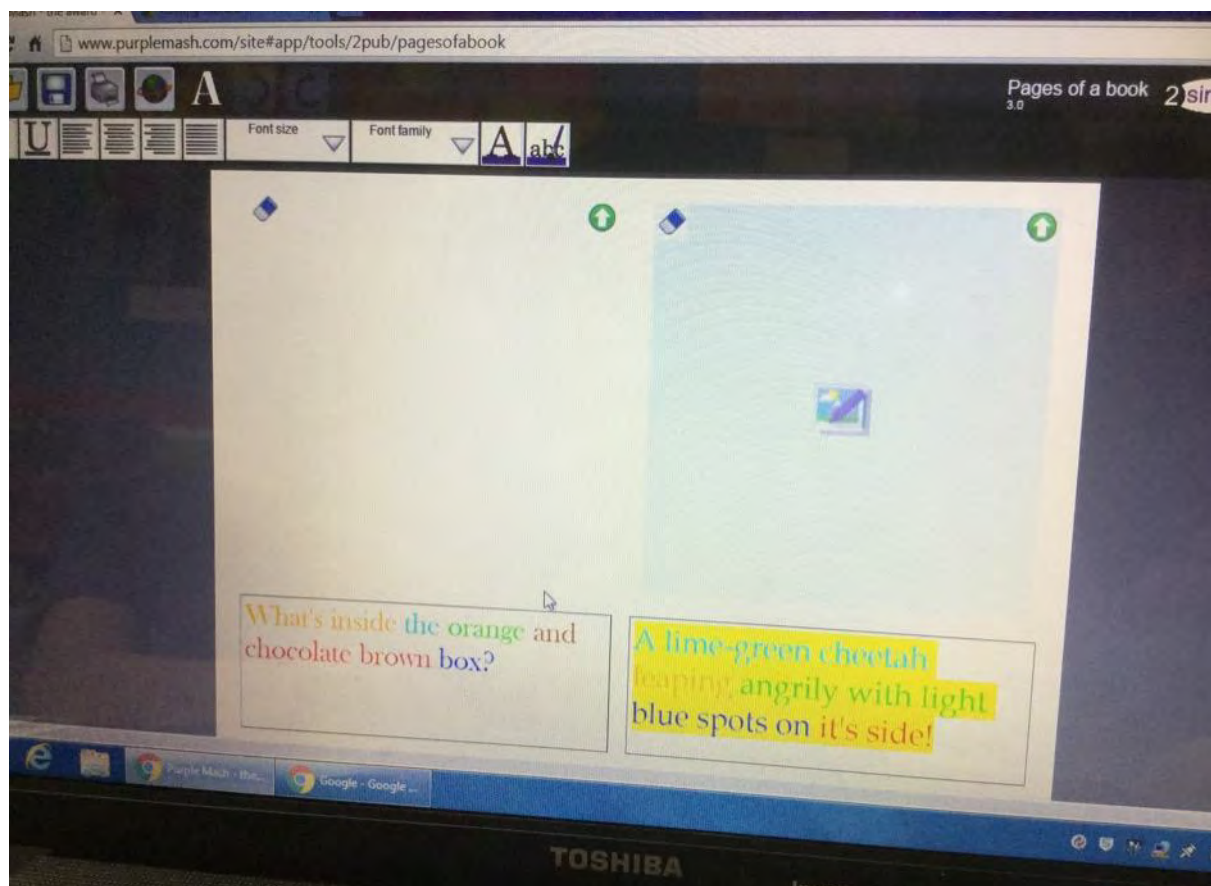 www.purplemash.com/site#app/tools/2pub/pagesofabook
A
Pages of a book
3.0
U
Font size
Font family
A
abc
What's inside the orange and
chocolate brown box?
A lime-green cheetah
leaping angrily with light
blue spots on it's side!
Purple Mash - the...
Google - Google ...
TOSHIBA